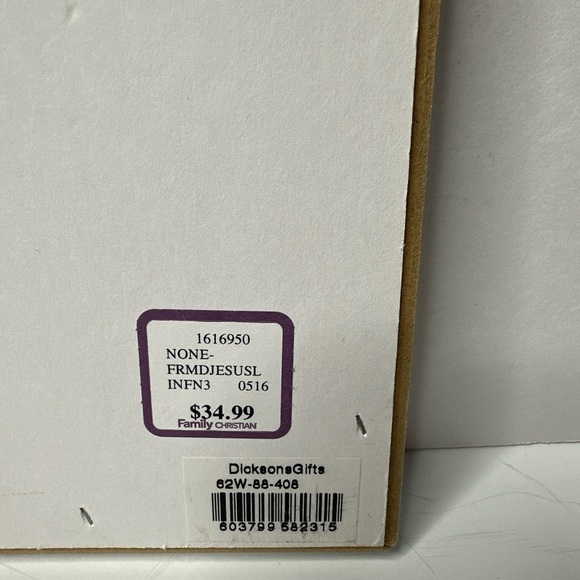 1616950
NONE-
FRMDJESUSL
INFN3 0516
$34.99
Family CHRISTIAN
DicksonsGifts
62W-88-408
603799 582315